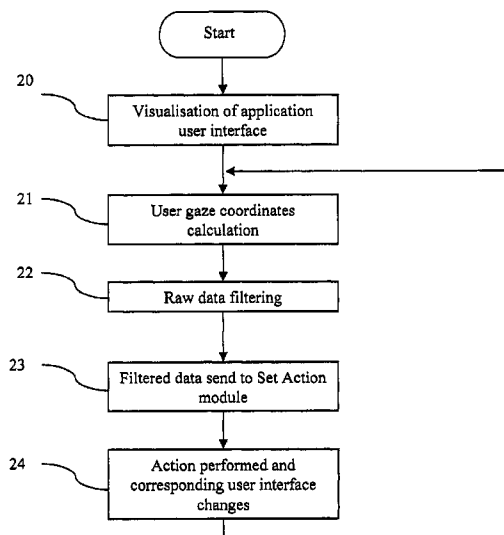 Start
20
Visualisation of application
user interface
21
User gaze coordinates
calculation
22
Raw data filtering
23
Filtered data send to Set Action
module
24
Action performed and
corresponding user interface
changes